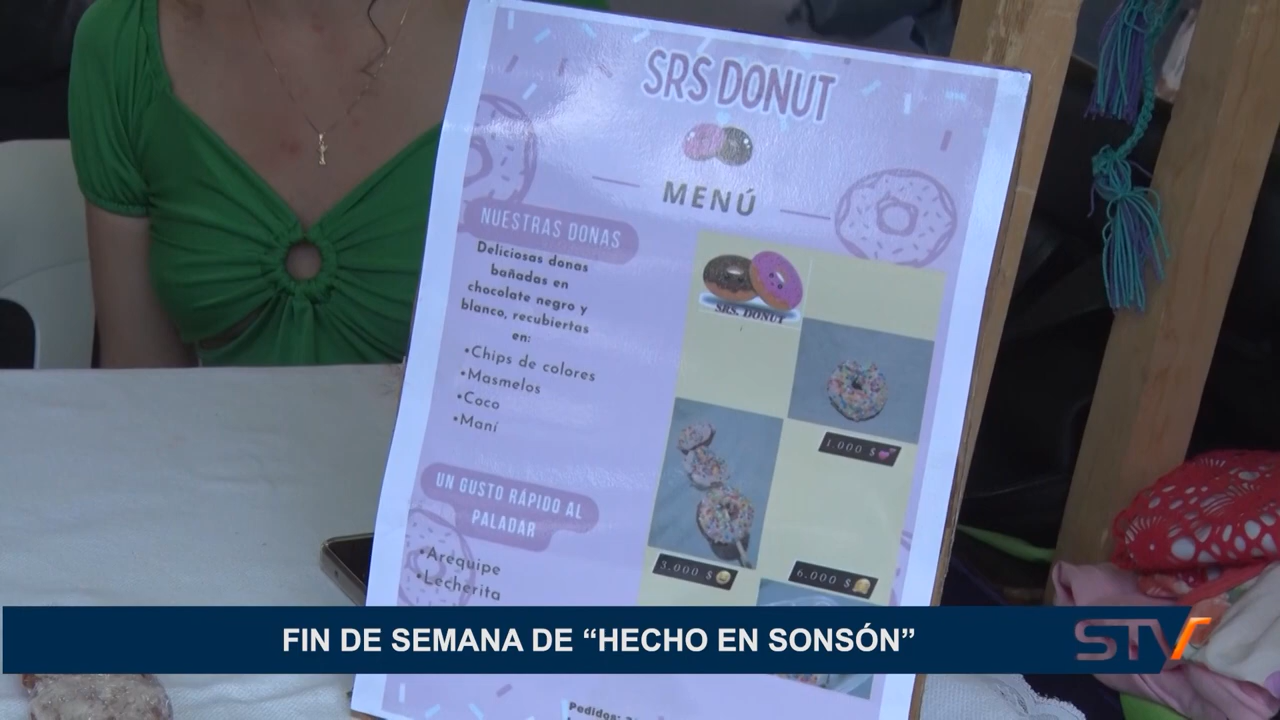 SRS DONUT
MENÚ
NUESTRAS DONAS
Deliciosas donas
bañadas en
chocolate negro y
blanco, recubiertas
en:
•Chips de colores
•Masmelos
•Coco
•Maní
UN GUSTO RÁPIDO AL
PALADAR
•Arequipe
•Lecherita
SRS. DONUT
1.000 $
3.000 $
6.000 $
Pedidos:
FIN DE SEMANA DE “HECHO EN SONSÓN”
STV